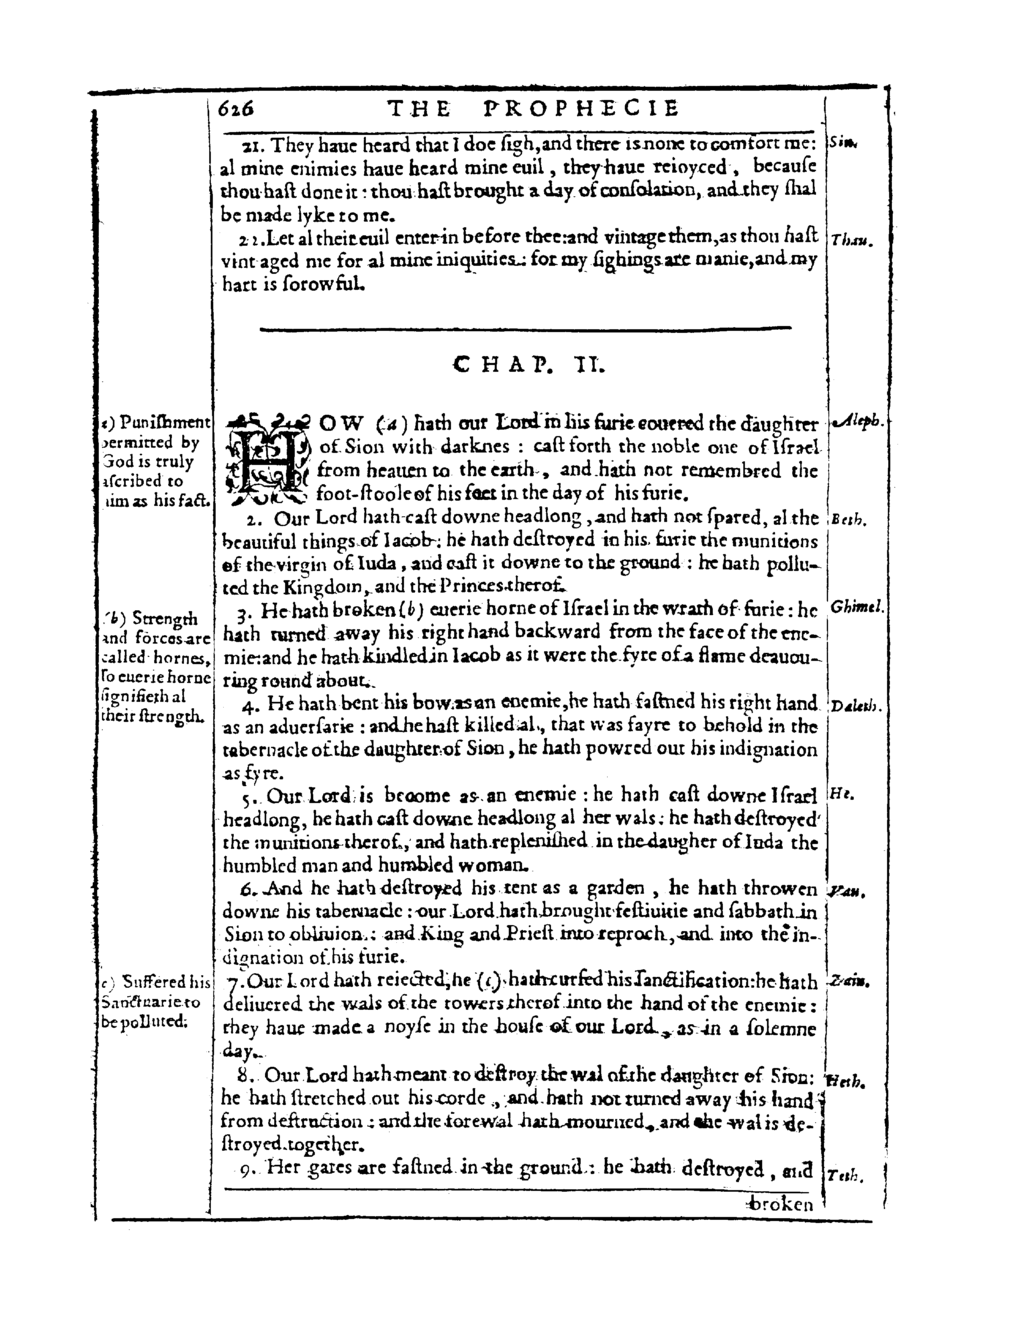 626 THE PROPHECIE
21. They haue heard that I doe ſigh, and there is none to comfort me: Sin.
al mine enimies haue heard mine euil, they haue reioyced, becauſe
thou haſt done it : thou haſt brought a day of conſolation, and they ſhal
be made lyke to me.
22. Let al their euil enter in before thee: and vintage them, as thou haſt Thau.
vintaged me for al mine iniquities: for my ſighings are manie, and my
hart is ſorowful.
CHAP. II.
HOW (a) hath our Lord in his furie couered the daughter Aleph.
of Sion with darknes : caſt forth the noble one of Iſrael
from heauen to the earth, and hath not remembred the
foot-ſtoole of his feet in the day of his furie.
2. Our Lord hath caſt downe headlong, and hath not ſpared, al the Beth.
beautiful things of Iacob: he hath deſtroyed in his furie the munitions
of the virgin of Iuda, and caſt it downe to the ground : he hath pollu-
ted the Kingdom, and the Princes therof.
3. He hath broken (b) euerie horne of Iſrael in the wrath of furie: he Ghimel.
hath turned away his right hand backward from the face of the ene-
mie: and he hath kindled in Iacob as it were the fyre of a flame deuou-
ring round about.
4. He hath bent his bow as an enemie, he hath faſtned his right hand Daleth.
as an aduerſarie : and he haſt killed al, that was fayre to behold in the
tabernacle of the daughter of Sion, he hath powred out his indignation
as fyre.
5. Our Lord is become as an enemie : he hath caſt downe Iſrael He.
headlong, he hath caſt downe headlong al her wals: he hath deſtroyed
the munitions therof, and hath repleniſhed in the daugher of Iuda the
humbled man and humbled woman.
6. And he hath deſtroyed his tent as a garden, he hath throwen Vau.
downe his tabernacle : our Lord hath brought feſtiuitie and ſabbath in
Sion to obliuion : and King and Prieſt into reproch, and into the in-
dignation of his furie.
7. Our Lord hath reiected, he (c) hath curſed his ſanctification: he hath Zain.
deliuered the wals of the towers therof into the hand of the enemie :
they haue made a noyſe in the houſe of our Lord, as in a ſolemne
day.
8. Our Lord hath meant to deſtroy the wal of the daughter of Sion: Heth.
he hath ſtretched out his corde, and hath not turned away his hand
from deſtruction : and the forewal hath mourned, and the wal is de-
ſtroyed together.
9. Her gates are faſtned in the ground : he hath deſtroyed, and Teth.
broken
a) Puniſhment
permitted by
God is truly
aſcribed to
him as his fact.
(b) Strength
and forces are
called hornes,
ſo euerie horne
ſignifieth al
their ſtrength.
c) Suffered his
Sanctuarie to
be polluted.